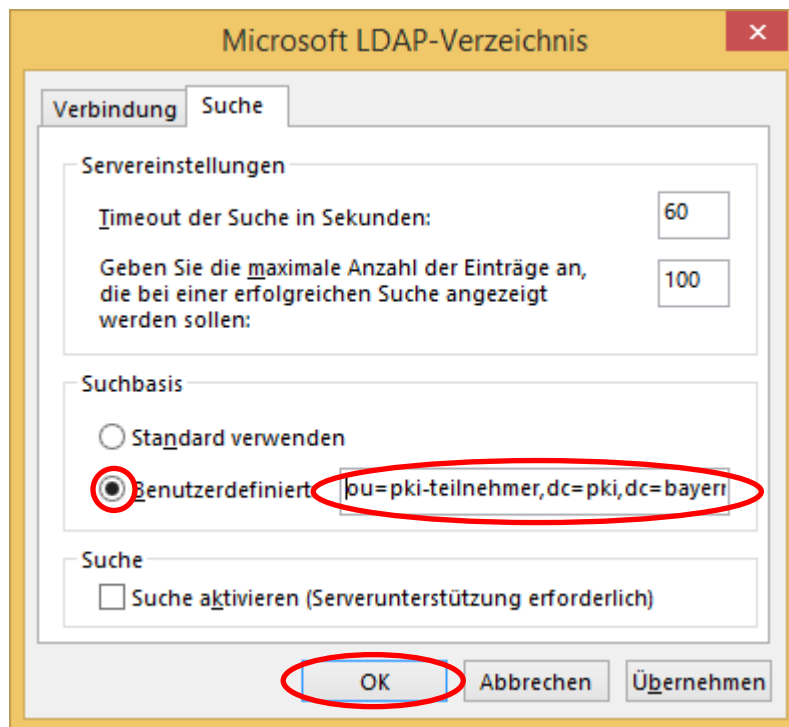 Microsoft LDAP-Verzeichnis
Verbindung Suche
Servereinstellungen
Timeout der Suche in Sekunden: 60
Geben Sie die maximale Anzahl der Einträge an, 100
die bei einer erfolgreichen Suche angezeigt
werden sollen:
Suchbasis
Standard verwenden
Benutzerdefiniert ou=pki-teilnehmer,dc=pki,dc=bayern
Suche
Suche aktivieren (Serverunterstützung erforderlich)
OK Abbrechen Übernehmen